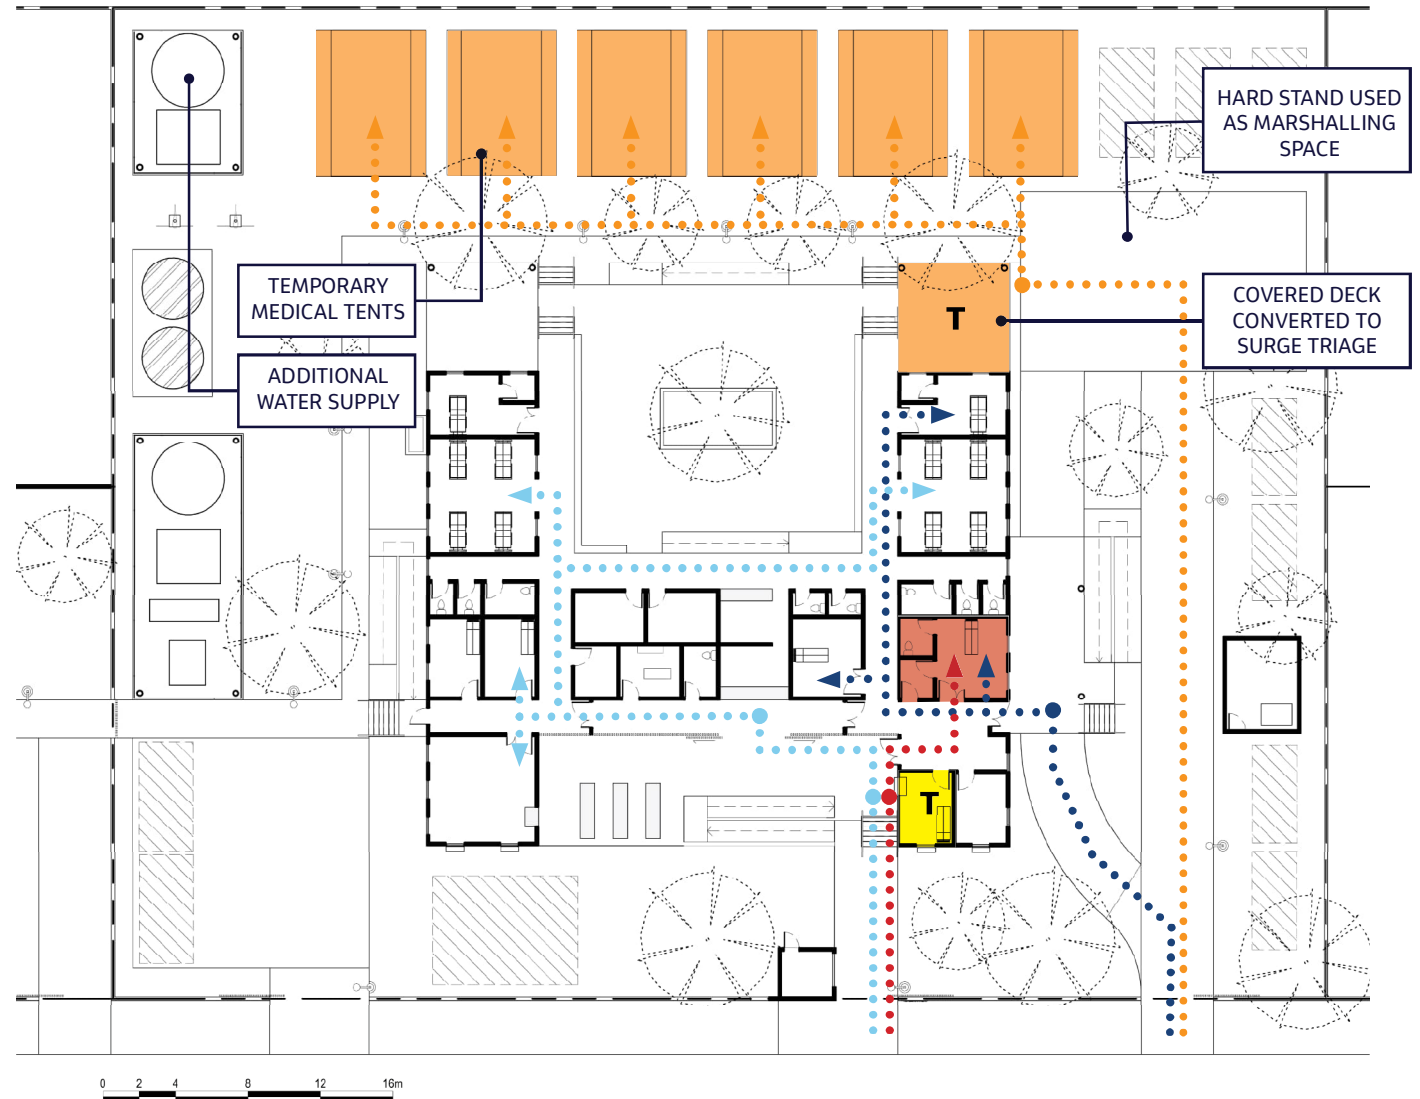 HARD STAND USED
AS MARSHALLING
SPACE
TEMPORARY
MEDICAL TENTS
COVERED DECK
CONVERTED TO
SURGE TRIAGE
T
ADDITIONAL
WATER SUPPLY
T
0 2 4 8 12 16m